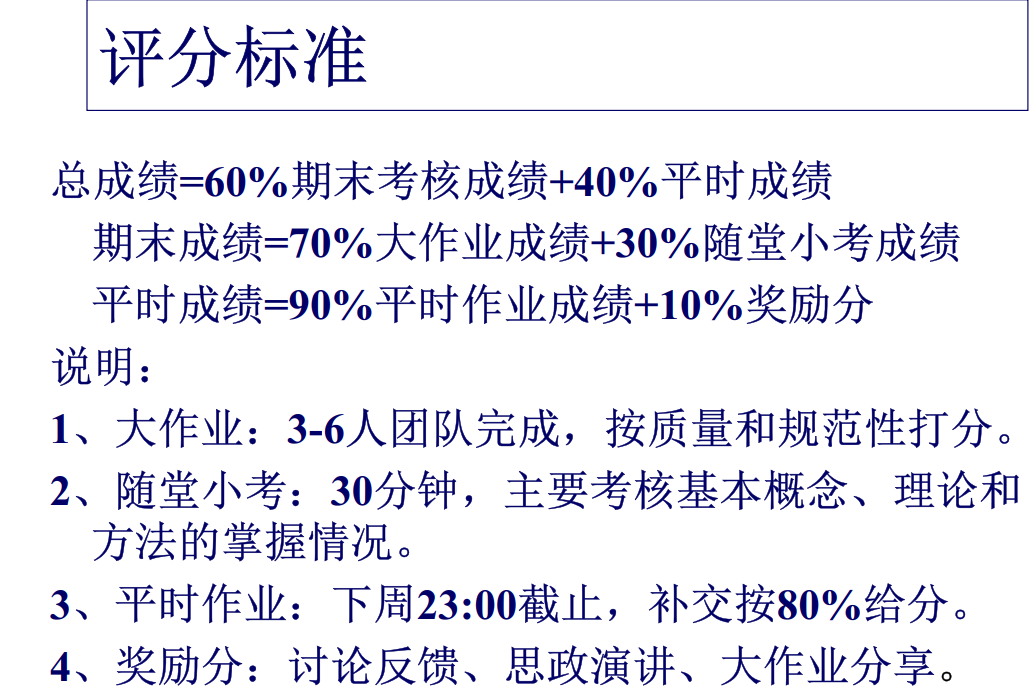 评分标准
总成绩=60%期末考核成绩+40%平时成绩
期末成绩=70%大作业成绩+30%随堂小考成绩
平时成绩=90%平时作业成绩+10%奖励分
说明：
1、大作业：3-6人团队完成，按质量和规范性打分。
2、随堂小考：30分钟，主要考核基本概念、理论和
方法的掌握情况。
3、平时作业：下周23:00截止，补交按80%给分。
4、奖励分：讨论反馈、思政演讲、大作业分享。